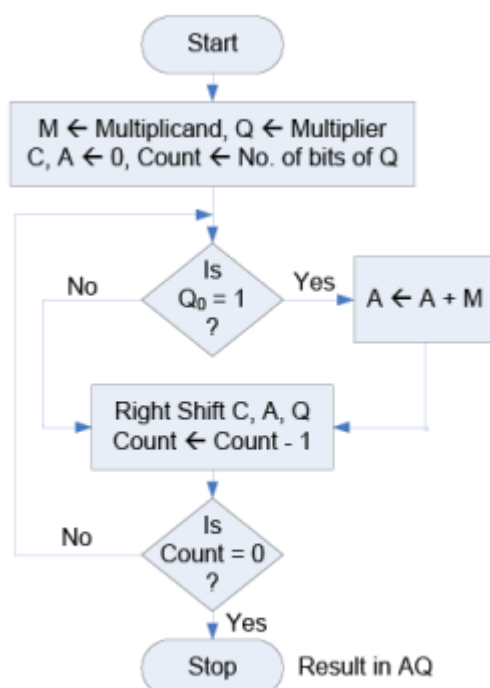 Start
M ← Multiplicand, Q ← Multiplier
C, A ← 0, Count ← No. of bits of Q
Is
Q₀ = 1
?
No
Yes
A ← A + M
Right Shift C, A, Q
Count ← Count - 1
Is
Count = 0
?
No
Yes
Stop
Result in AQ